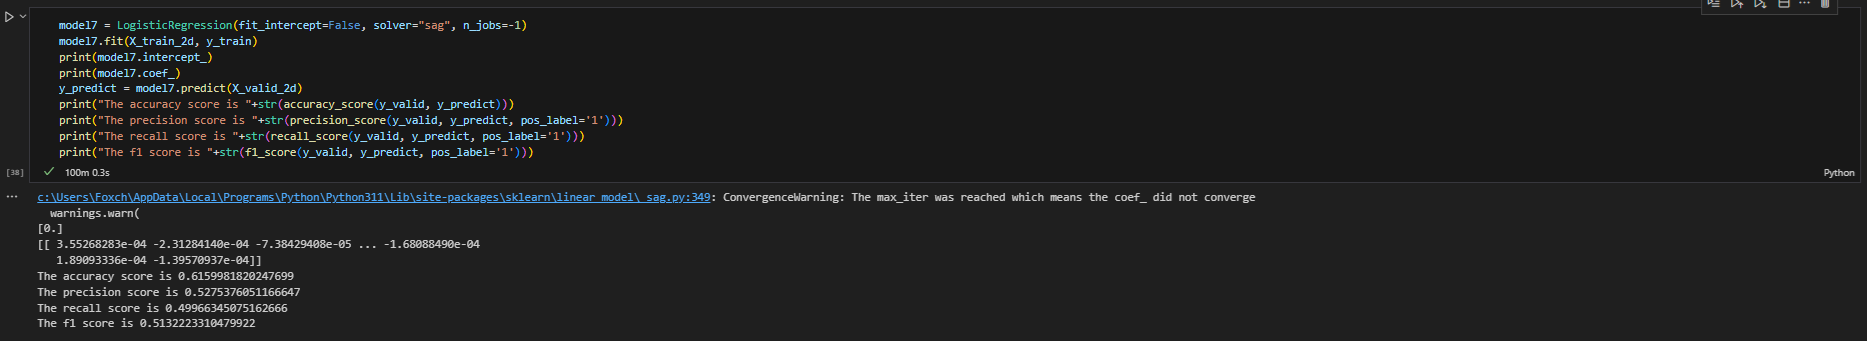 model7 = LogisticRegression(fit_intercept=False, solver="sag", n_jobs=-1)
model7.fit(X_train_2d, y_train)
print(model7.intercept_)
print(model7.coef_)
y_predict = model7.predict(X_valid_2d)
print("The accuracy score is "+str(accuracy_score(y_valid, y_predict)))
print("The precision score is "+str(precision_score(y_valid, y_predict, pos_label='1')))
print("The recall score is "+str(recall_score(y_valid, y_predict, pos_label='1')))
print("The f1 score is "+str(f1_score(y_valid, y_predict, pos_label='1')))
[38] 100m 0.3s Python
... c:\Users\Foxch\AppData\Local\Programs\Python\Python311\Lib\site-packages\sklearn\linear_model\_sag.py:349: ConvergenceWarning: The max_iter was reached which means the coef_ did not converge
warnings.warn(
[0.]
[[ 3.55268283e-04 -2.31284140e-04 -7.38429408e-05 ... -1.68088490e-04
1.89093336e-04 -1.39570937e-04]]
The accuracy score is 0.6159981820247699
The precision score is 0.5275376051166647
The recall score is 0.49966345075162666
The f1 score is 0.5132223310479922